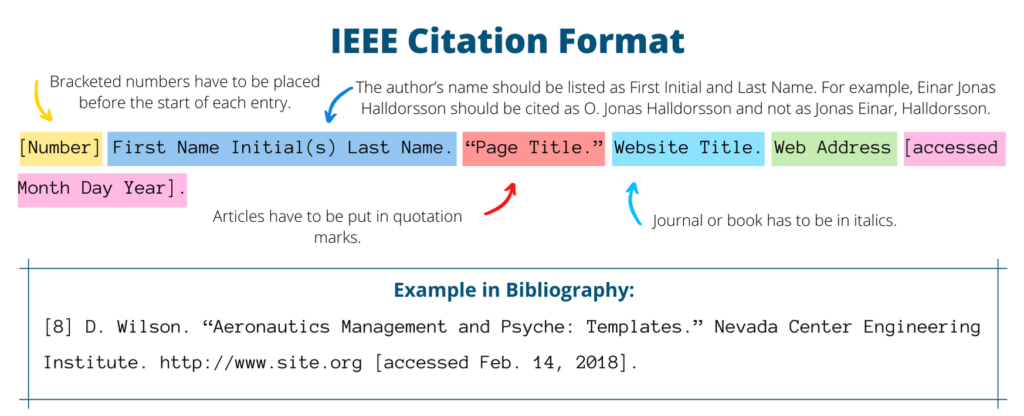 IEEE Citation Format
Bracketed numbers have to be placed
before the start of each entry.
The author's name should be listed as First Initial and Last Name. For example, Einar Jonas
Halldorsson should be cited as O. Jonas Halldorsson and not as Jonas Einar, Halldorsson.
[Number] First Name Initial(s) Last Name. “Page Title.” Website Title. Web Address [accessed
Month Day Year].
Articles have to be put in quotation
marks.
Journal or book has to be in italics.
Example in Bibliography:
[8] D. Wilson. “Aeronautics Management and Psyche: Templates.” Nevada Center Engineering
Institute. http://www.site.org [accessed Feb. 14, 2018].